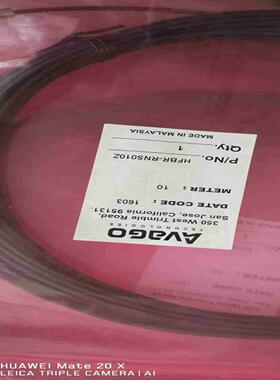 Avago
TECHNOLOGIES
350 West Trimble Road,
San Jose, California 95131.
DATE CODE: 1603
METER: 10
P/No. HFBR-RNS010Z
Qty. 1
MADE IN MALAYSIA
HUAWEI Mate 20 X
LEICA TRIPLE CAMERA | AI